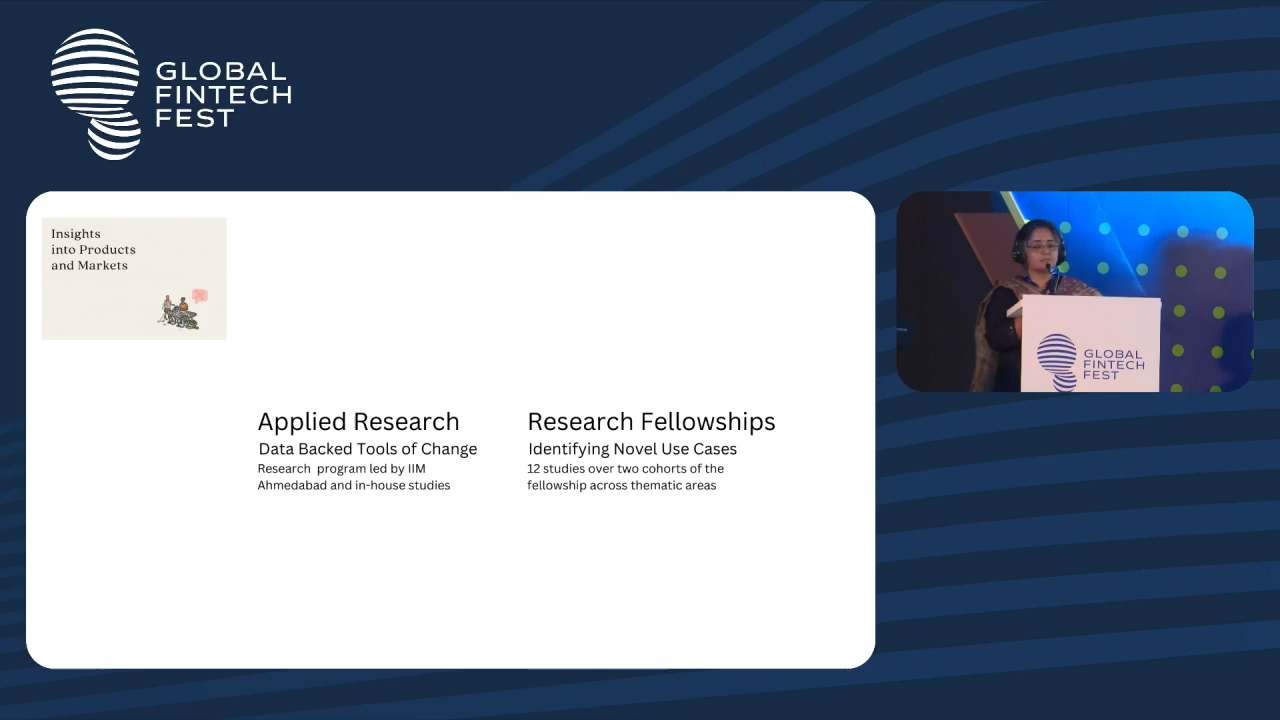 GLOBAL
FINTECH
FEST
Insights
into Products
and Markets
Applied Research
Data Backed Tools of Change
Research program led by IIM
Ahmedabad and in-house studies
Research Fellowships
Identifying Novel Use Cases
12 studies over two cohorts of the
fellowship across thematic areas
GLOBAL
FINTECH
FEST